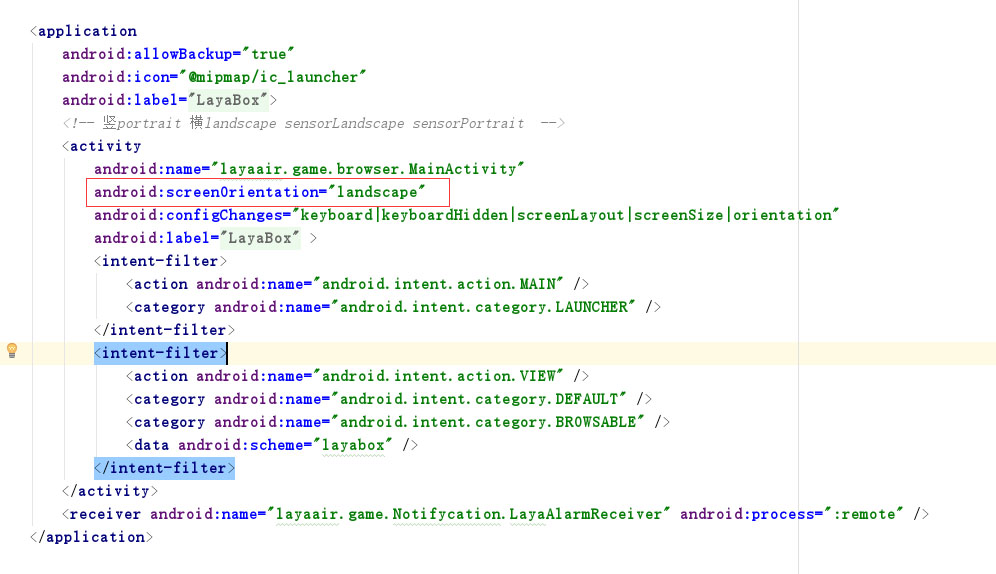 <application
android:allowBackup="true"
android:icon="@mipmap/ic_launcher"
android:label="LayaBox">
<!-- 竖portrait 横landscape sensorLandscape sensorPortrait  -->
<activity
android:name="layaair.game.browser.MainActivity"
android:screenOrientation="landscape"
android:configChanges="keyboard|keyboardHidden|screenLayout|screenSize|orientation"
android:label="LayaBox" >
<intent-filter>
<action android:name="android.intent.action.MAIN" />
<category android:name="android.intent.category.LAUNCHER" />
</intent-filter>
<intent-filter>
<action android:name="android.intent.action.VIEW" />
<category android:name="android.intent.category.DEFAULT" />
<category android:name="android.intent.category.BROWSABLE" />
<data android:scheme="layabox" />
</intent-filter>
</activity>
<receiver android:name="layaair.game.Notifycation.LayaAlarmReceiver" android:process=":remote" />
</application>